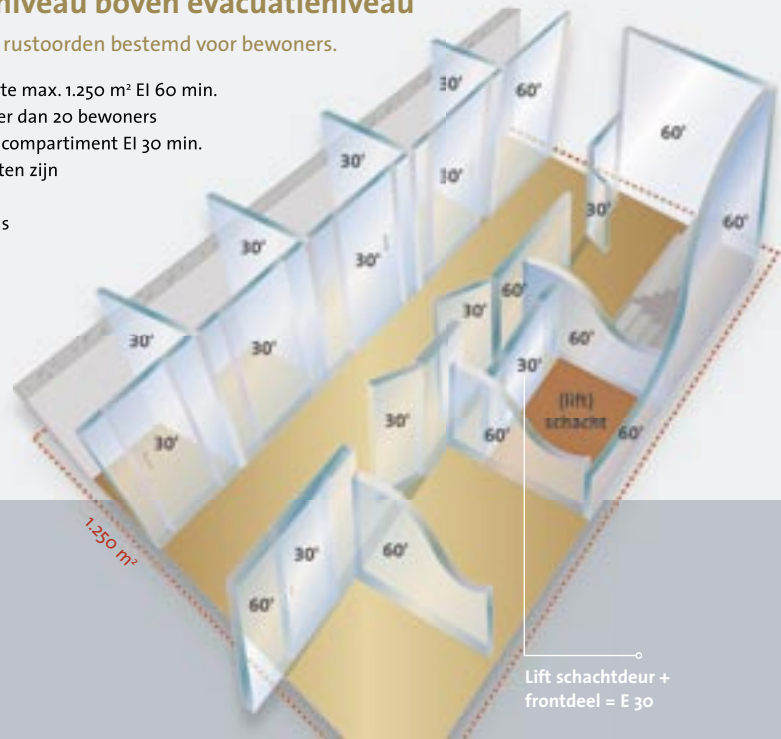 niveau boven evacuatieniveau
rustoorden bestemd voor bewoners.
te max. 1.250 m² EI 60 min.
er dan 20 bewoners
compartiment EI 30 min.
ten zijn
s
30'
60'
60'
30'
30'
30'
60'
30'
30'
60'
30'
60'
30'
30'
30'
(lift)
schacht
30'
60'
60'
30'
30'
60'
60'
1.250 m²
Lift schachtdeur +
frontdeel = E 30